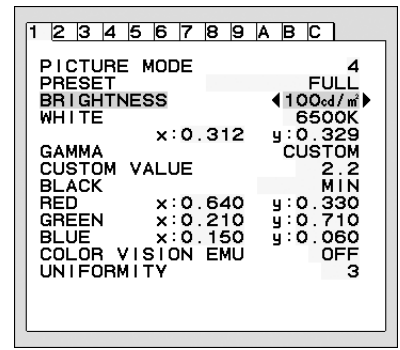 1 2 3 4 5 6 7 8 9 A B C
PICTURE MODE 4
PRESET FULL
BRIGHTNESS ◀100cd/㎡▶
WHITE 6500K
x:0.312 y:0.329
GAMMA CUSTOM
CUSTOM VALUE 2.2
BLACK MIN
RED x:0.640 y:0.330
GREEN x:0.210 y:0.710
BLUE x:0.150 y:0.060
COLOR VISION EMU OFF
UNIFORMITY 3